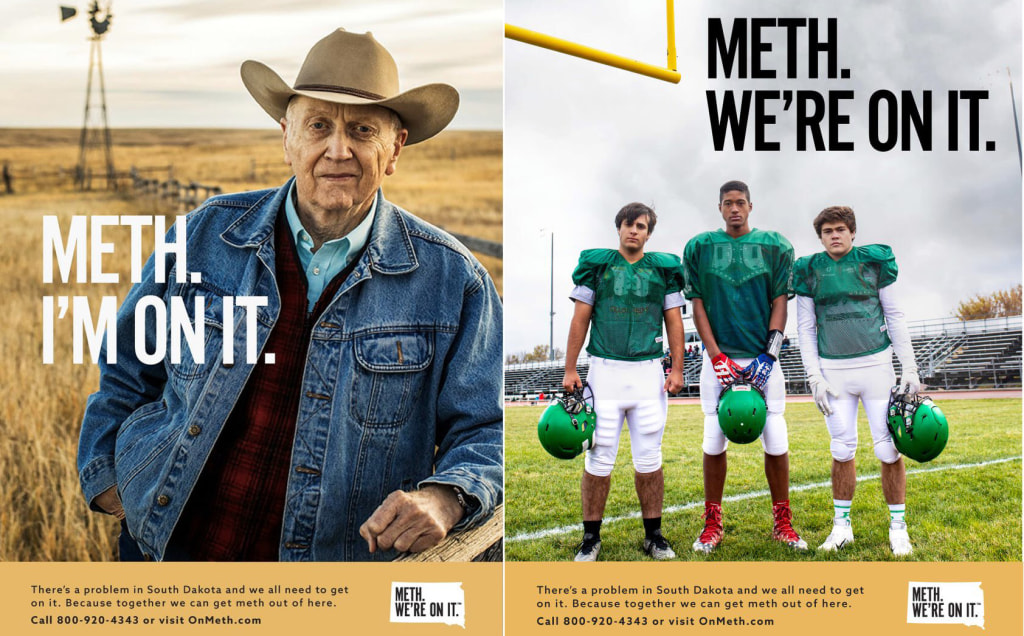 METH.
I'M ON IT.
There's a problem in South Dakota and we all need to get
on it. Because together we can get meth out of here.
Call 800-920-4343 or visit OnMeth.com
METH.
WE'RE ON IT.™
METH.
WE'RE ON IT.
There's a problem in South Dakota and we all need to get
on it. Because together we can get meth out of here.
Call 800-920-4343 or visit OnMeth.com
METH.
WE'RE ON IT.™